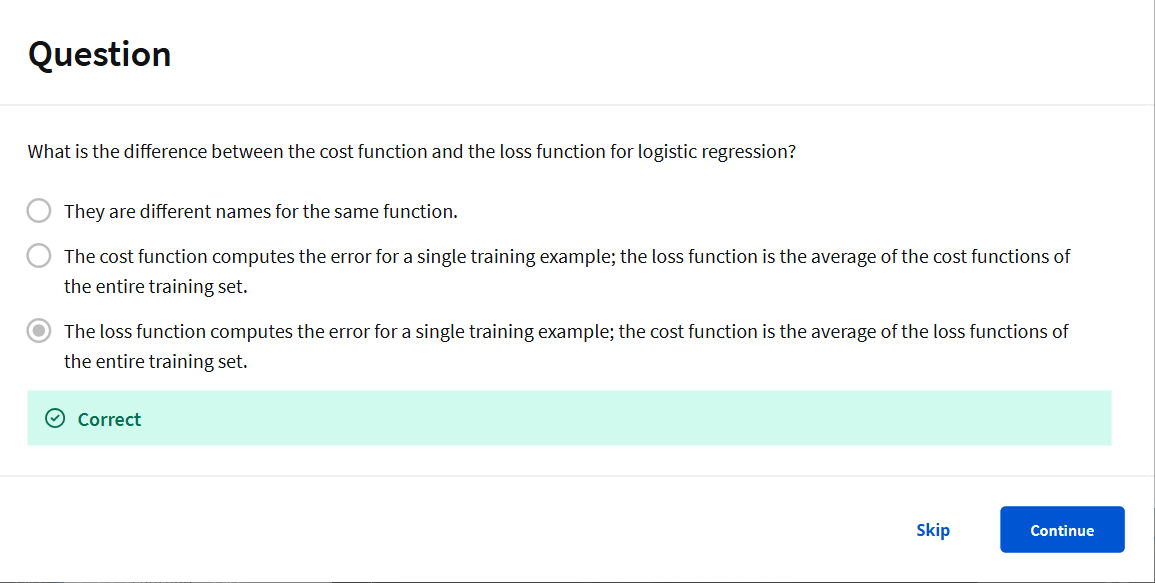 Question
What is the difference between the cost function and the loss function for logistic regression?
They are different names for the same function.
The cost function computes the error for a single training example; the loss function is the average of the cost functions of
the entire training set.
The loss function computes the error for a single training example; the cost function is the average of the loss functions of
the entire training set.
Correct
Skip
Continue